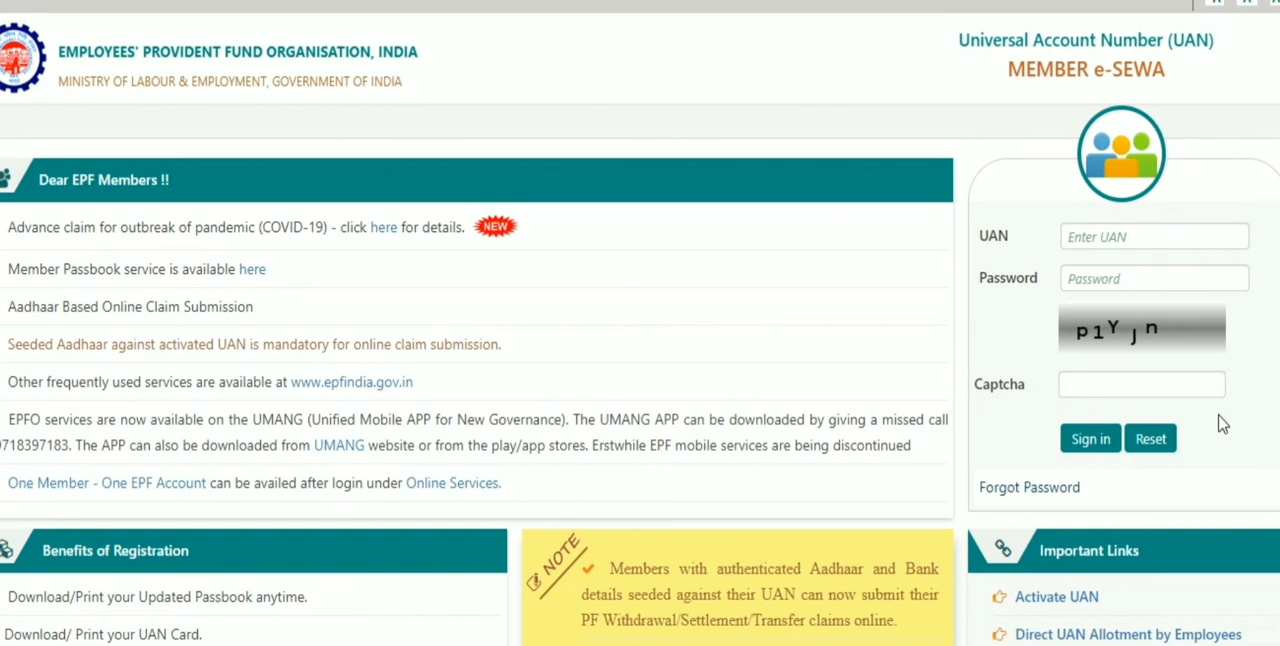 EMPLOYEES' PROVIDENT FUND ORGANISATION, INDIA
MINISTRY OF LABOUR & EMPLOYMENT, GOVERNMENT OF INDIA
Universal Account Number (UAN)
MEMBER e-SEWA
Dear EPF Members !!
Advance claim for outbreak of pandemic (COVID-19) - click here for details. NEW
Member Passbook service is available here
Aadhaar Based Online Claim Submission
Seeded Aadhaar against activated UAN is mandatory for online claim submission.
Other frequently used services are available at www.epfindia.gov.in
EPFO services are now available on the UMANG (Unified Mobile APP for New Governance). The UMANG APP can be downloaded by giving a missed call
9718397183. The APP can also be downloaded from UMANG website or from the play/app stores. Erstwhile EPF mobile services are being discontinued
One Member - One EPF Account can be availed after login under Online Services.
UAN
Enter UAN
Password
Password
p1Yjn
Captcha
Sign in
Reset
Forgot Password
Benefits of Registration
Download/Print your Updated Passbook anytime.
Download/ Print your UAN Card.
NOTE
Members with authenticated Aadhaar and Bank
details seeded against their UAN can now submit their
PF Withdrawal/Settlement/Transfer claims online.
Important Links
Activate UAN
Direct UAN Allotment by Employees